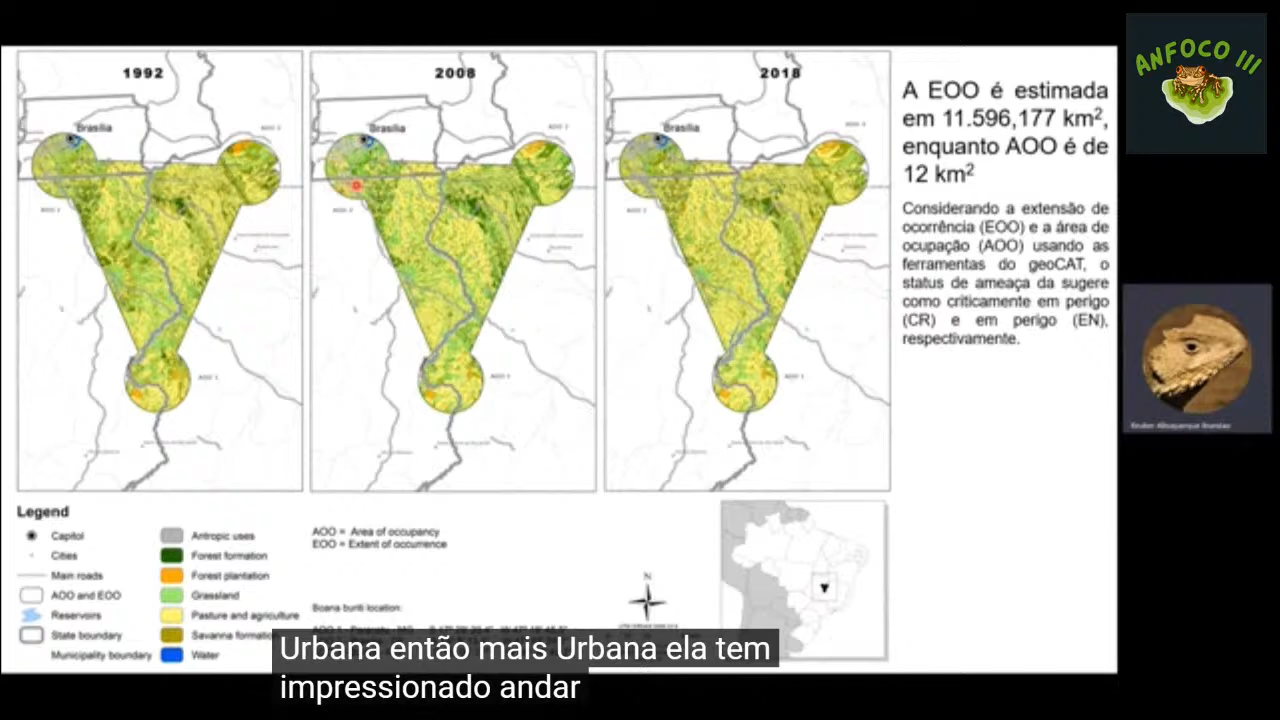 1992
2008
2018
Brasília
Brasília
Brasília
A EOO é estimada
em 11.596,177 km²,
enquanto AOO é de
12 km²
Considerando a extensão de
ocorrência (EOO) e a área de
ocupação (AOO) usando as
ferramentas do geoCAT, o
status de ameaça da sugere
como criticamente em perigo
(CR) e em perigo (EN),
respectivamente.
ANFOCO III
Reuber Albuquerque Brandao
Legend
Capitol
Cities
Main roads
AOO and EOO
Reservoirs
State boundary
Municipality boundary
Antropic uses
Forest formation
Forest plantation
Grassland
Pasture and agriculture
Savanna formation
Water
AOO = Area of occupancy
EOO = Extent of occurrence
Boana buriti location:
N
Urbana então mais Urbana ela tem
impressionado andar